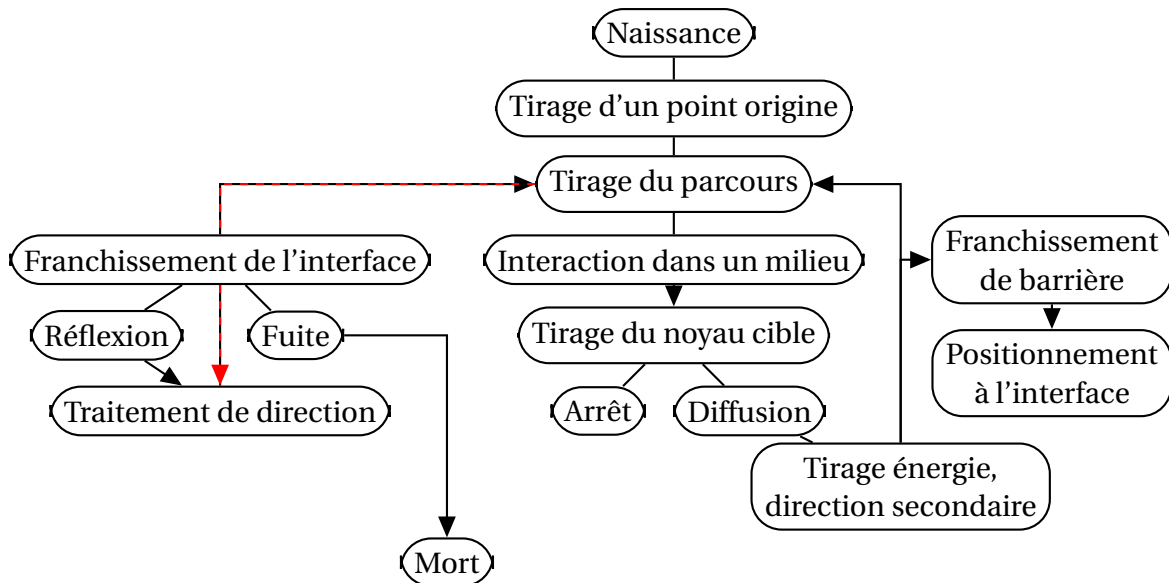 Naissance
Tirage d'un point origine
Tirage du parcours
Franchissement de l'interface
Interaction dans un milieu
Franchissement
de barrière
Réflexion
Fuite
Tirage du noyau cible
Positionnement
à l'interface
Traitement de direction
Arrêt
Diffusion
Tirage énergie,
direction secondaire
Mort